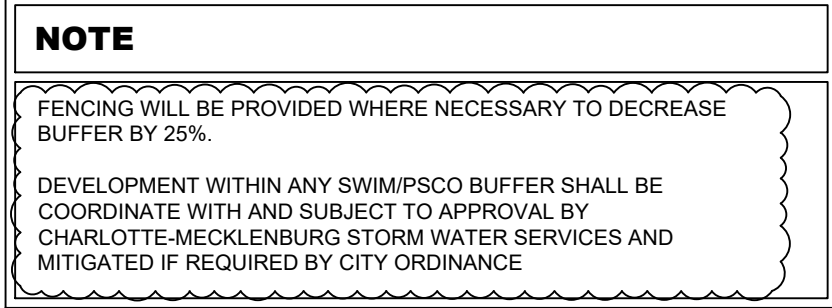 NOTE
FENCING WILL BE PROVIDED WHERE NECESSARY TO DECREASE
BUFFER BY 25%.
DEVELOPMENT WITHIN ANY SWIM/PSCO BUFFER SHALL BE
COORDINATE WITH AND SUBJECT TO APPROVAL BY
CHARLOTTE-MECKLENBURG STORM WATER SERVICES AND
MITIGATED IF REQUIRED BY CITY ORDINANCE